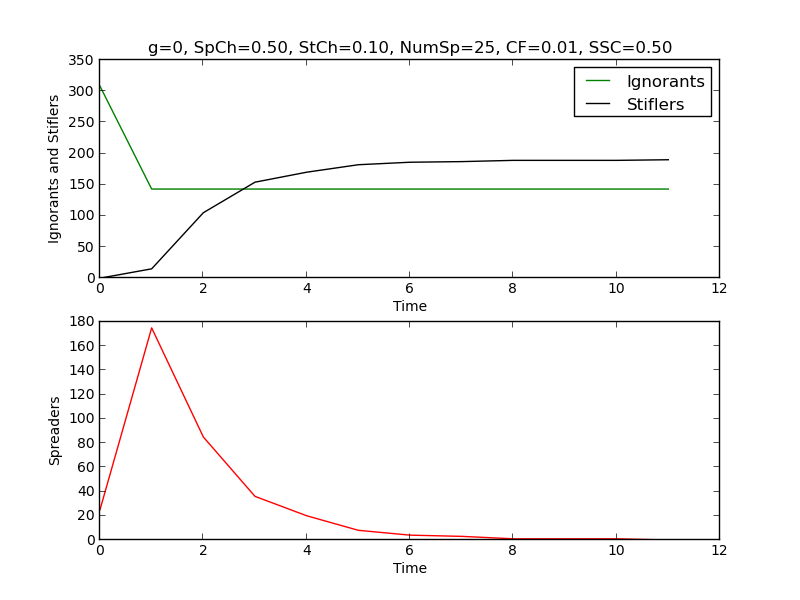 g=0, SpCh=0.50, StCh=0.10, NumSp=25, CF=0.01, SSC=0.50
350
300
250
200
150
100
50
0
Ignorants and Stiflers
Ignorants
Stiflers
0 2 4 6 8 10 12
Time
180
160
140
120
100
80
60
40
20
0
Spreaders
0 2 4 6 8 10 12
Time